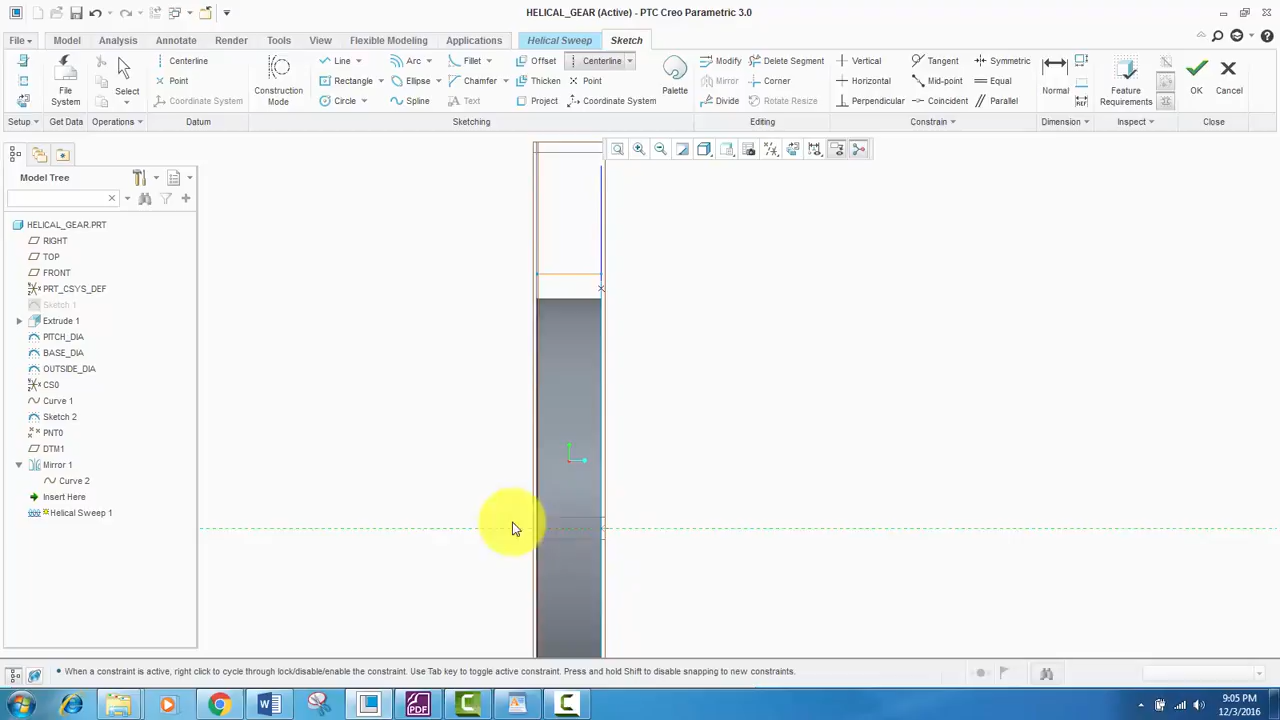 HELICAL_GEAR (Active) - PTC Creo Parametric 3.0
File Model Analysis Annotate Render Tools View Flexible Modeling Applications Helical Sweep Sketch
Centerline Line Arc Fillet Offset Centerline Modify Delete Segment Vertical Tangent Symmetric
Point Rectangle Ellipse Chamfer Thicken Point Mirror Corner Horizontal Mid-point Equal
File System Select Coordinate System Construction Mode Circle Spline Text Project Coordinate System Palette Divide Rotate Resize Perpendicular Coincident Parallel Normal Feature Requirements OK Cancel
Setup Get Data Operations Datum Sketching Editing Constrain Dimension Inspect Close
Model Tree
HELICAL_GEAR.PRT
RIGHT
TOP
FRONT
PRT_CSYS_DEF
Sketch 1
Extrude 1
PITCH_DIA
BASE_DIA
OUTSIDE_DIA
CS0
Curve 1
Sketch 2
PNT0
DTM1
Mirror 1
Curve 2
Insert Here
Helical Sweep 1
• When a constraint is active, right click to cycle through lock/disable/enable the constraint. Use Tab key to toggle active constraint. Press and hold Shift to disable snapping to new constraints.
9:05 PM
12/3/2016